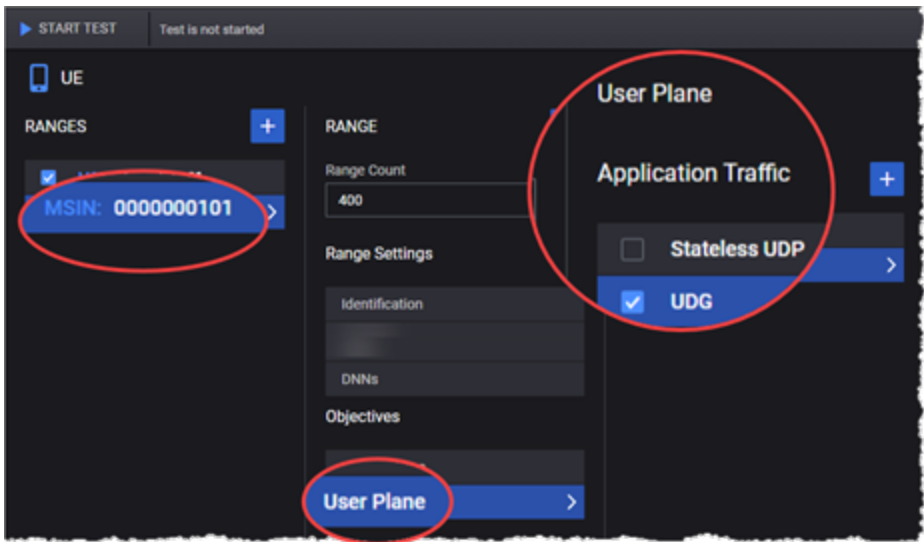 START TEST
Test is not started
UE
RANGES
+
MSIN: 0000000101
RANGE
Range Count
400
Range Settings
Identification
DNNs
Objectives
User Plane
User Plane
Application Traffic
+
Stateless UDP
UDG